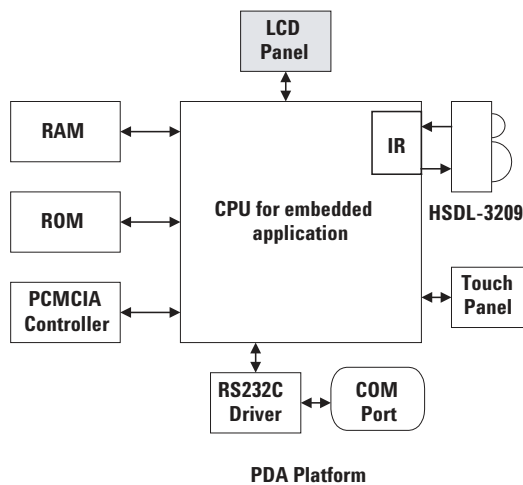 LCD
Panel
RAM
IR
ROM
CPU for embedded
application
HSDL-3209
PCMCIA
Controller
Touch
Panel
RS232C
Driver
COM
Port
PDA Platform